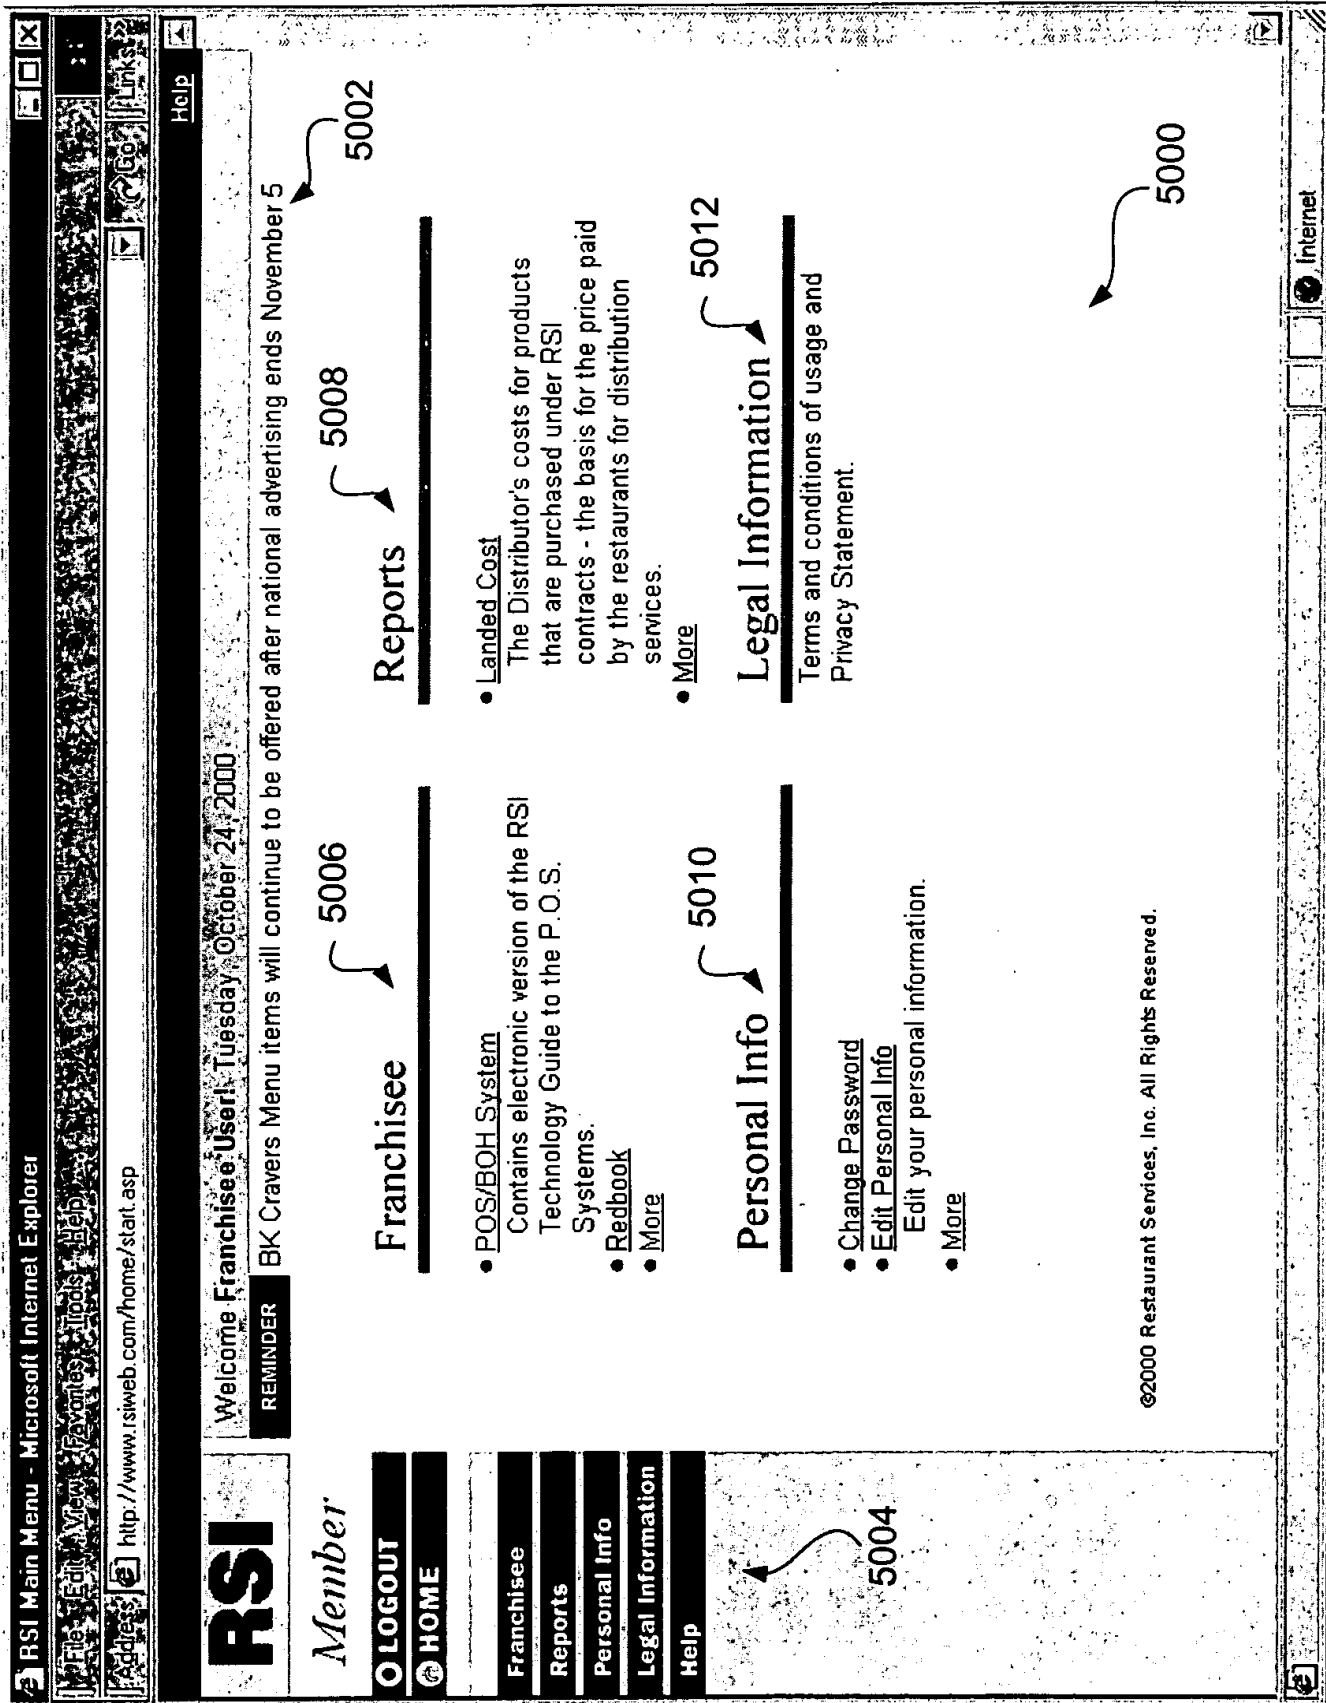 RSI Main Menu - Microsoft Internet Explorer
File Edit View Favorites Tools Help
Address http://www.rsiweb.com/home/start.asp Go Links »
Help
RSI
Welcome Franchisee User! Tuesday, October 24, 2000
REMINDER BK Cravers Menu items will continue to be offered after national advertising ends November 5
5002
Member
LOGOUT
HOME
Franchisee
Reports
Personal Info
Legal Information
Help
5004
5006
Franchisee
• POS/BOH System
Contains electronic version of the RSI
Technology Guide to the P.O.S.
Systems.
• Redbook
• More
5008
Reports
• Landed Cost
The Distributor's costs for products
that are purchased under RSI
contracts - the basis for the price paid
by the restaurants for distribution
services.
• More
5010
Personal Info
• Change Password
• Edit Personal Info
Edit your personal information.
• More
5012
Legal Information
Terms and conditions of usage and
Privacy Statement.
5000
©2000 Restaurant Services, Inc. All Rights Reserved.
Internet